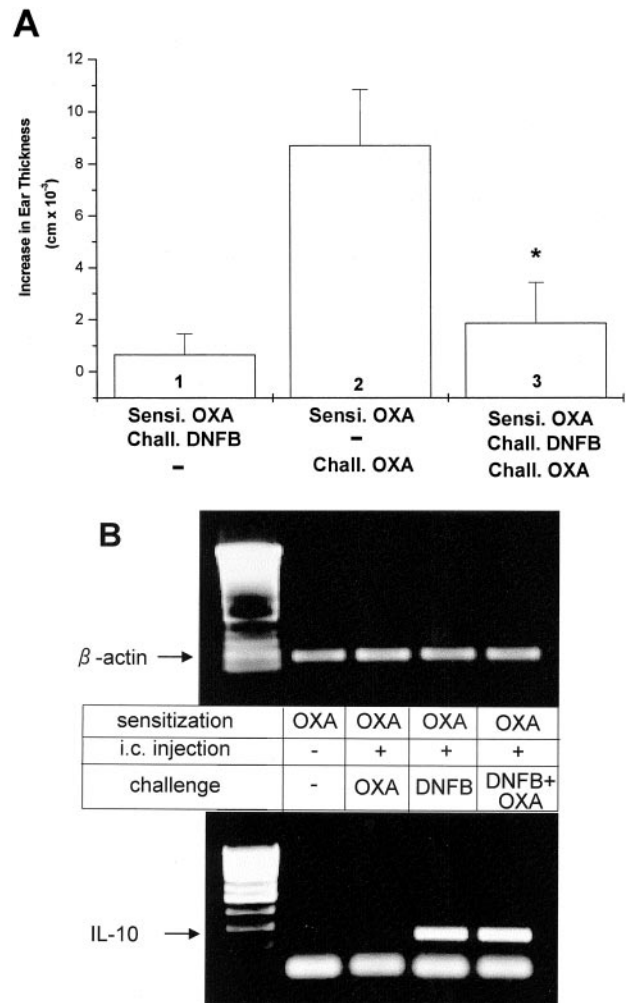 A
Increase in Ear Thickness
(cm x 10⁻³)
12
10
8
6
4
2
0
*
1
2
3
Sensi. OXA
Chall. DNFB
–
Sensi. OXA
–
Chall. OXA
Sensi. OXA
Chall. DNFB
Chall. OXA
B
β-actin
sensitization OXA OXA OXA OXA
i.c. injection - + + +
challenge - OXA DNFB DNFB+
OXA
IL-10